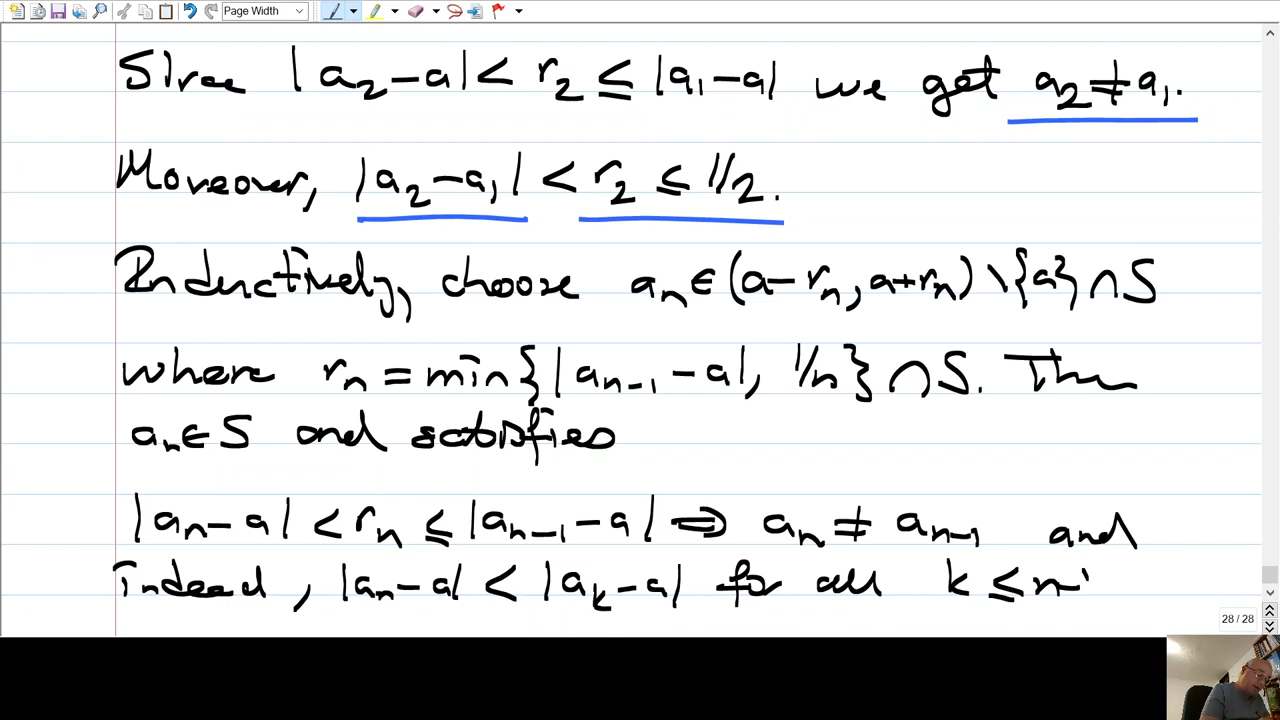 Page Width
Since |a₂-a| < r₂ ≤ |a₁-a| we get a₂≠a₁.
Moreover, |a₂-a₁| < r₂ ≤ 1/2.
Inductively, choose aₙ∈(a-rₙ, a+rₙ)\{a}∩S
where rₙ = min{|aₙ₋₁-a|, 1/n}∩S. Then
aₙ∈S and satisfies
|aₙ-a| < rₙ ≤ |aₙ₋₁-a| ⇒ aₙ ≠ aₙ₋₁ and
indeed, |aₙ-a| < |aₖ-a| for all k ≤ n-
28 / 28